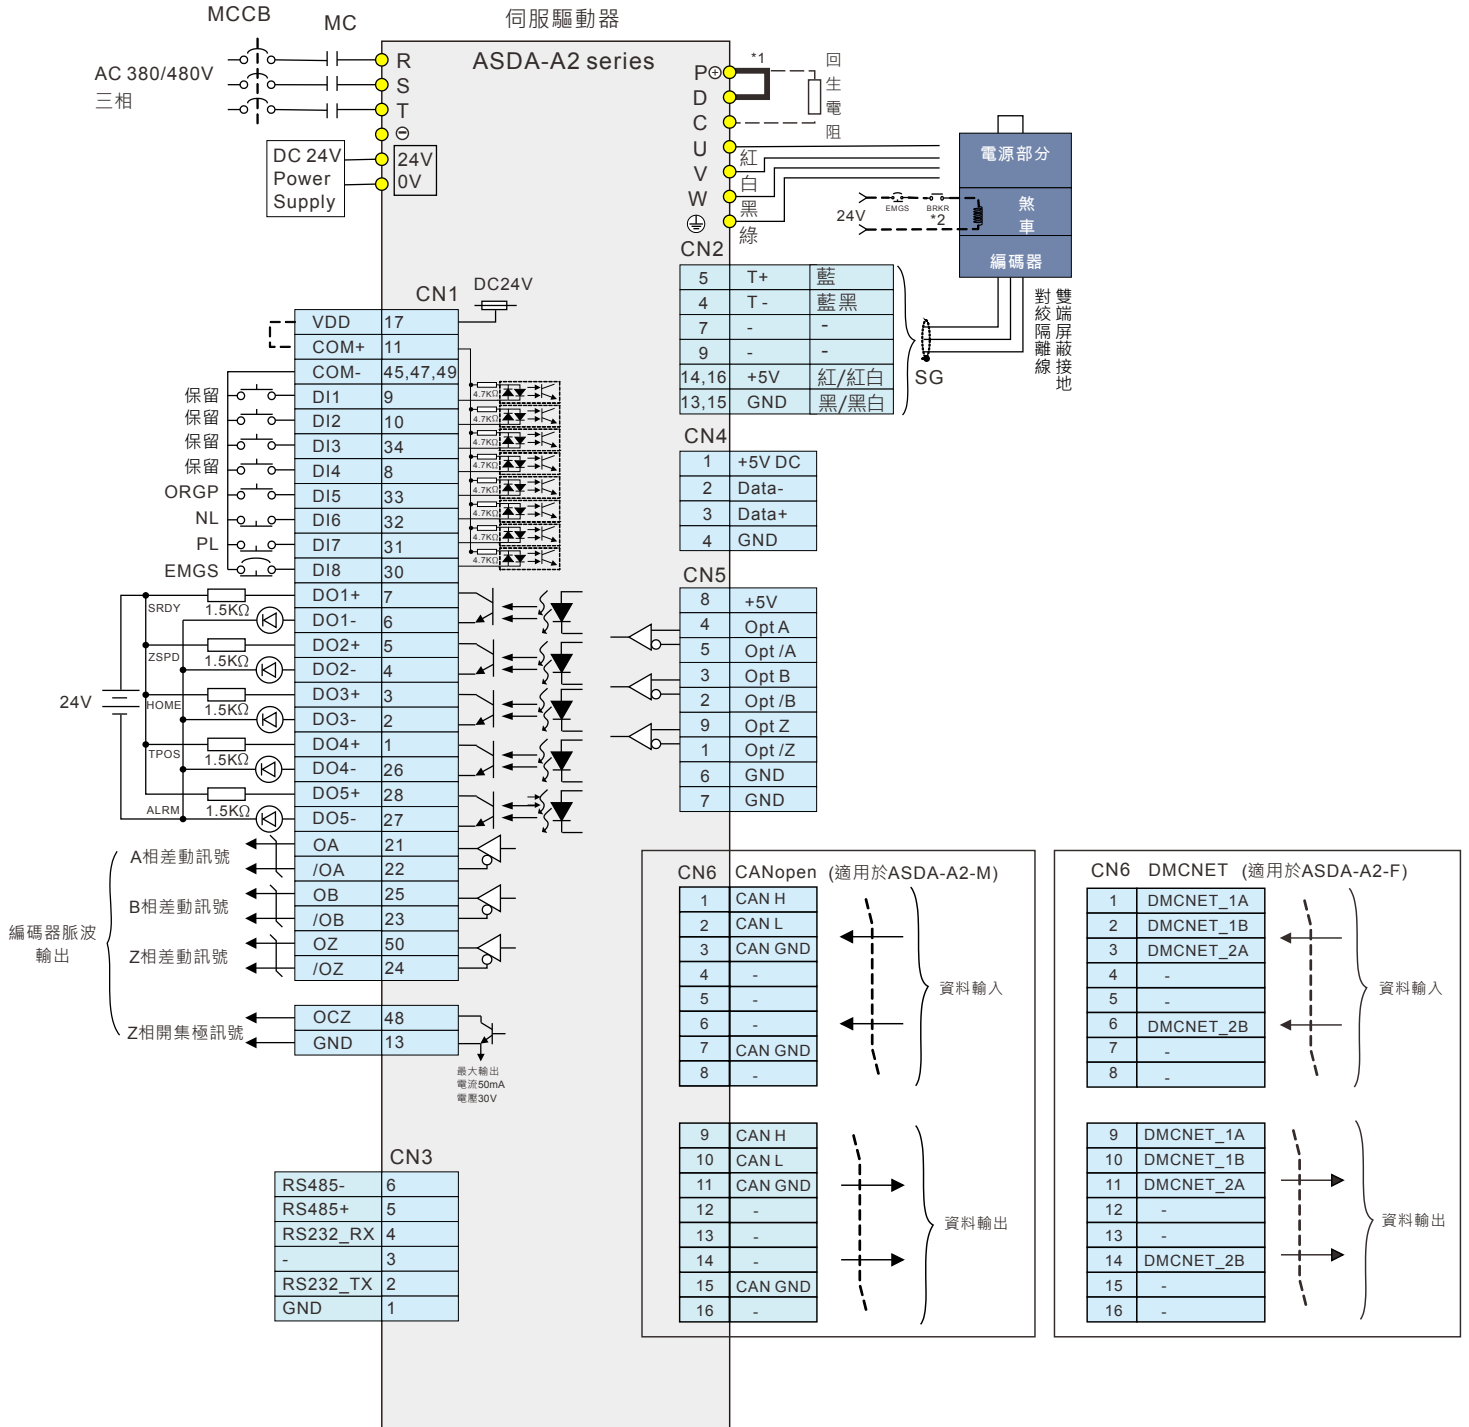 伺服驅動器
ASDA-A2 series
MCCB
MC
AC 380/480V
三相
R
S
T
⊖
DC 24V
Power
Supply
24V
0V
P⊕
D
C
U
V
W
*1
回生電阻
紅
白
黑
綠
電源部分
煞車
編碼器
24V
EMGS
BRKR
*2
雙端屏蔽接地
對絞隔離線
SG
CN2
5 T+ 藍
4 T- 藍黑
7 - -
9 - -
14,16 +5V 紅/紅白
13,15 GND 黑/黑白
CN1
DC24V
VDD 17
COM+ 11
COM- 45,47,49
保留 DI1 9 4.7KΩ
保留 DI2 10 4.7KΩ
保留 DI3 34 4.7KΩ
保留 DI4 8 4.7KΩ
ORGP DI5 33 4.7KΩ
NL DI6 32 4.7KΩ
PL DI7 31 4.7KΩ
EMGS DI8 30 4.7KΩ
24V
SRDY 1.5KΩ DO1+ 7
DO1- 6
ZSPD 1.5KΩ DO2+ 5
DO2- 4
HOME 1.5KΩ DO3+ 3
DO3- 2
TPOS 1.5KΩ DO4+ 1
DO4- 26
ALRM 1.5KΩ DO5+ 28
DO5- 27
編碼器脈波
輸出
A相差動訊號
OA 21
/OA 22
B相差動訊號
OB 25
/OB 23
Z相差動訊號
OZ 50
/OZ 24
Z相開集極訊號
OCZ 48
GND 13
最大輸出
電流50mA
電壓30V
CN3
RS485- 6
RS485+ 5
RS232_RX 4
- 3
RS232_TX 2
GND 1
CN4
1 +5V DC
2 Data-
3 Data+
4 GND
CN5
8 +5V
4 Opt A
5 Opt /A
3 Opt B
2 Opt /B
9 Opt Z
1 Opt /Z
6 GND
7 GND
CN6 CANopen (適用於ASDA-A2-M)
1 CAN H
2 CAN L
3 CAN GND
4 -
5 -
6 -
7 CAN GND
8 -
資料輸入
9 CAN H
10 CAN L
11 CAN GND
12 -
13 -
14 -
15 CAN GND
16 -
資料輸出
CN6 DMCNET (適用於ASDA-A2-F)
1 DMCNET_1A
2 DMCNET_1B
3 DMCNET_2A
4 -
5 -
6 DMCNET_2B
7 -
8 -
資料輸入
9 DMCNET_1A
10 DMCNET_1B
11 DMCNET_2A
12 -
13 -
14 DMCNET_2B
15 -
16 -
資料輸出